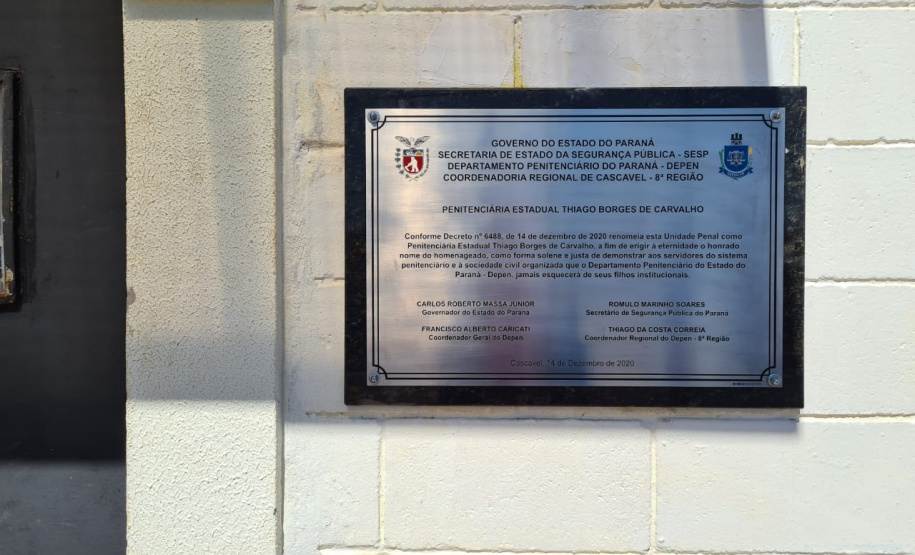 GOVERNO DO ESTADO DO PARANÁ
SECRETARIA DE ESTADO DA SEGURANÇA PÚBLICA - SESP
DEPARTAMENTO PENITENCIÁRIO DO PARANÁ - DEPEN
COORDENADORIA REGIONAL DE CASCAVEL - 8ª REGIÃO
PENITENCIÁRIA ESTADUAL THIAGO BORGES DE CARVALHO
Conforme Decreto nº 6488, de 14 de dezembro de 2020 renomeia esta Unidade Penal como
Penitenciária Estadual Thiago Borges de Carvalho, a fim de erigir à eternidade o honrado
nome do homenageado, como forma solene e justa de demonstrar aos servidores do sistema
penitenciário e à sociedade civil organizada que o Departamento Penitenciário do Estado do
Paraná - Depen, jamais esquecerá de seus filhos institucionais.
CARLOS ROBERTO MASSA JUNIOR
Governador do Estado do Paraná
ROMULO MARINHO SOARES
Secretário de Segurança Pública do Paraná
FRANCISCO ALBERTO CARICATI
Coordenador Geral do Depen
THIAGO DA COSTA CORREIA
Coordenador Regional do Depen - 8ª Região
Cascavel, 14 de Dezembro de 2020